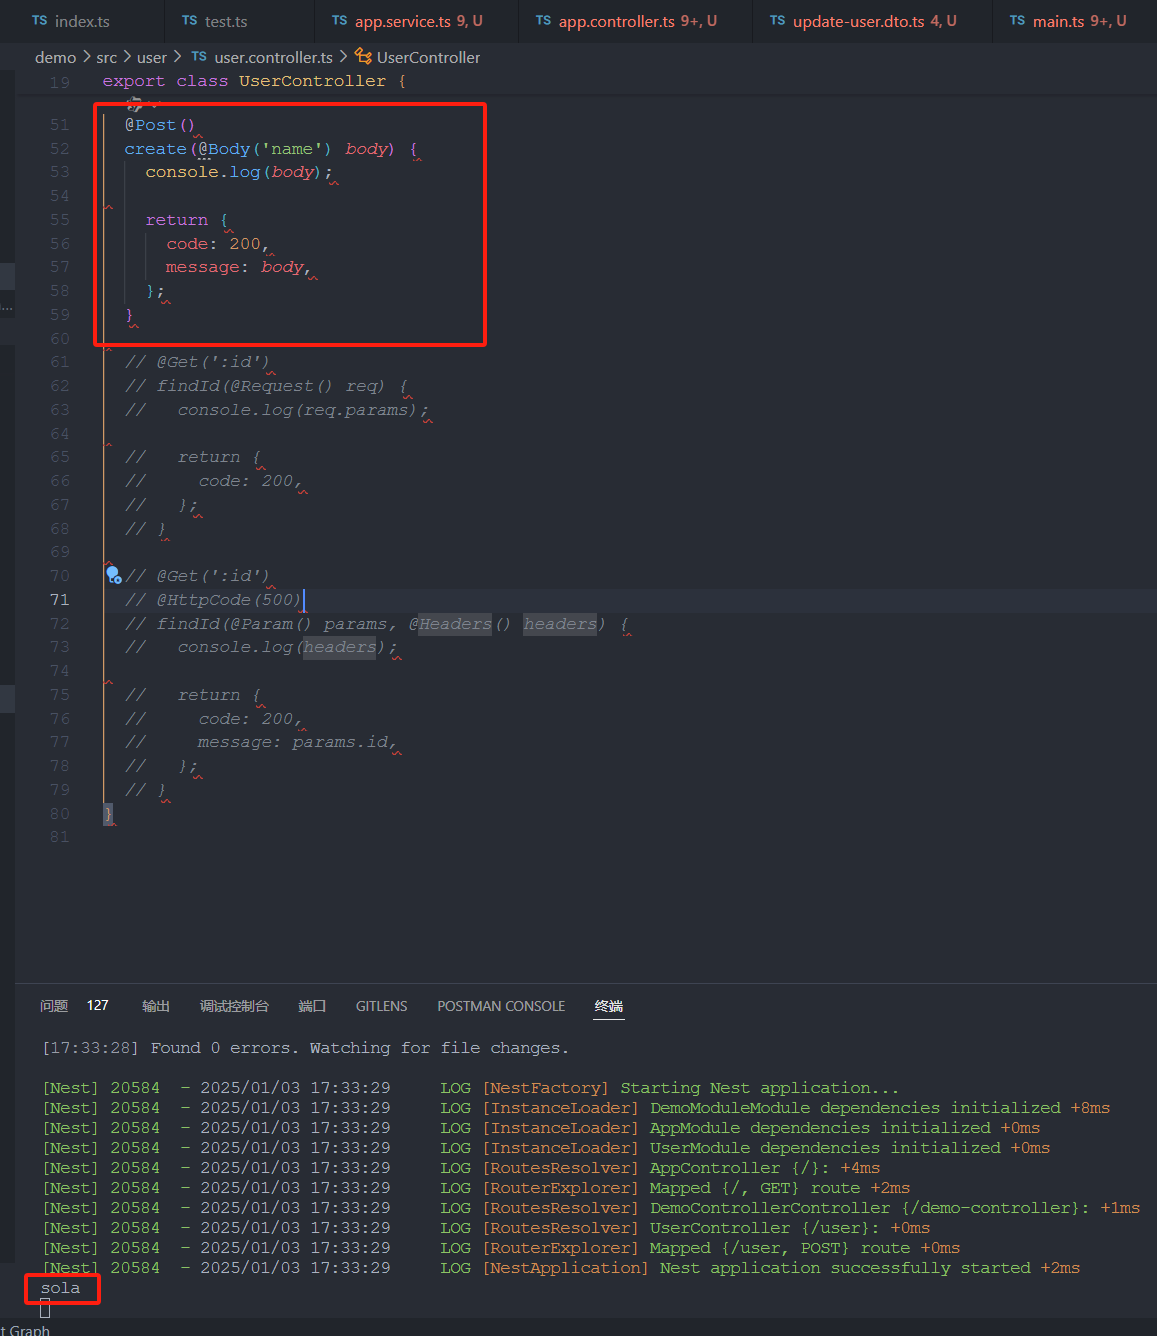 TS index.ts TS test.ts TS app.service.ts 9, U TS app.controller.ts 9+, U TS update-user.dto.ts 4, U TS main.ts 9+, U
demo > src > user > TS user.controller.ts > UserController
19 export class UserController {
51 @Post()
52 create(@Body('name') body) {
53 console.log(body);
54
55 return {
56 code: 200,
57 message: body,
58 };
59 }
60
61 // @Get(':id')
62 // findId(@Request() req) {
63 //   console.log(req.params);
64
65 //   return {
66 //     code: 200,
67 //   };
68 // }
69
70 // @Get(':id')
71 // @HttpCode(500)
72 // findId(@Param() params, @Headers() headers) {
73 //   console.log(headers);
74
75 //   return {
76 //     code: 200,
77 //     message: params.id,
78 //   };
79 // }
80 }
81
问题 127 输出 调试控制台 端口 GITLENS POSTMAN CONSOLE 终端
[17:33:28] Found 0 errors. Watching for file changes.
[Nest] 20584  - 2025/01/03 17:33:29     LOG [NestFactory] Starting Nest application...
[Nest] 20584  - 2025/01/03 17:33:29     LOG [InstanceLoader] DemoModuleModule dependencies initialized +8ms
[Nest] 20584  - 2025/01/03 17:33:29     LOG [InstanceLoader] AppModule dependencies initialized +0ms
[Nest] 20584  - 2025/01/03 17:33:29     LOG [InstanceLoader] UserModule dependencies initialized +0ms
[Nest] 20584  - 2025/01/03 17:33:29     LOG [RoutesResolver] AppController {/}: +4ms
[Nest] 20584  - 2025/01/03 17:33:29     LOG [RouterExplorer] Mapped {/, GET} route +2ms
[Nest] 20584  - 2025/01/03 17:33:29     LOG [RoutesResolver] DemoControllerController {/demo-controller}: +1ms
[Nest] 20584  - 2025/01/03 17:33:29     LOG [RoutesResolver] UserController {/user}: +0ms
[Nest] 20584  - 2025/01/03 17:33:29     LOG [RouterExplorer] Mapped {/user, POST} route +0ms
[Nest] 20584  - 2025/01/03 17:33:29     LOG [NestApplication] Nest application successfully started +2ms
sola
t Graph